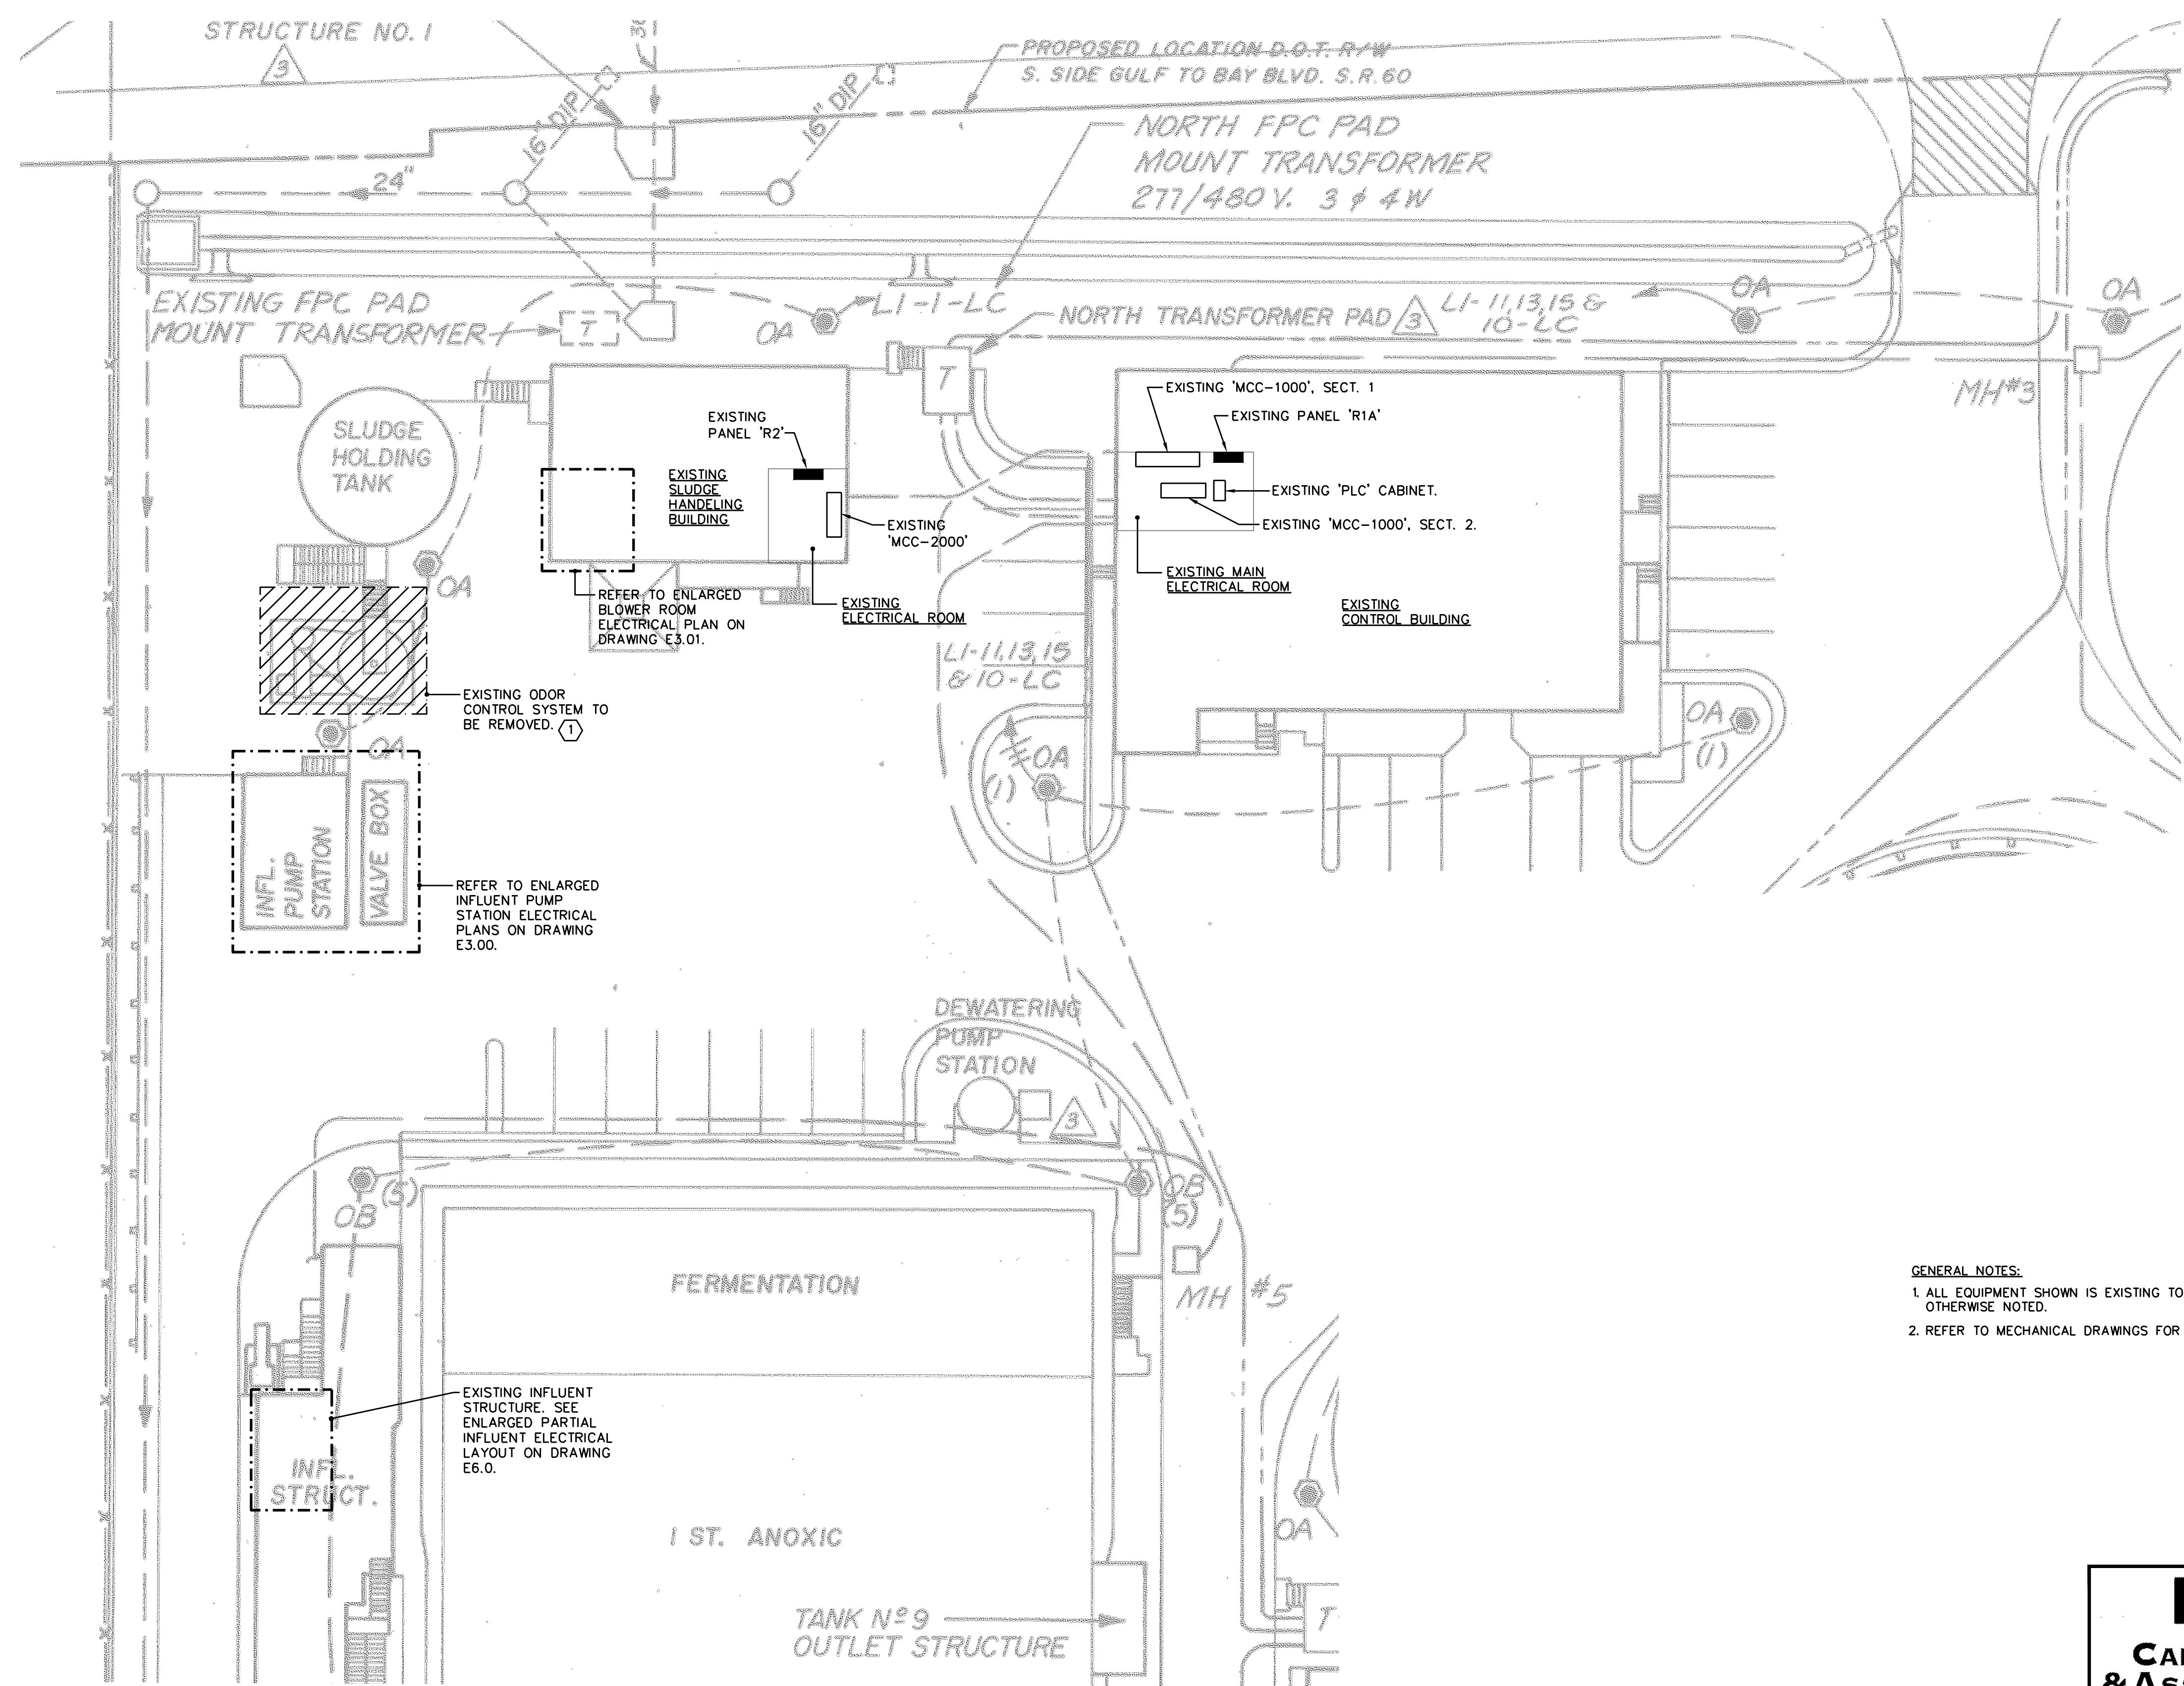 STRUCTURE NO. 1
3
16" DIP
16" DIP
PROPOSED LOCATION D.O.T. R/W
S. SIDE GULF TO BAY BLVD. S.R. 60
NORTH FPC PAD
MOUNT TRANSFORMER
277/480 V. 3 φ 4 W
24"
EXISTING FPC PAD
MOUNT TRANSFORMER
T
OA
L1-1-LC
NORTH TRANSFORMER PAD
3
L1-11,13,15 &
10-LC
OA
OA
MH#3
T
SLUDGE
HOLDING
TANK
EXISTING
PANEL 'R2'
EXISTING
SLUDGE
HANDELING
BUILDING
EXISTING
'MCC-2000'
EXISTING 'MCC-1000', SECT. 1
EXISTING PANEL 'R1A'
EXISTING 'PLC' CABINET.
EXISTING 'MCC-1000', SECT. 2.
EXISTING MAIN
ELECTRICAL ROOM
EXISTING
CONTROL BUILDING
OA
REFER TO ENLARGED
BLOWER ROOM
ELECTRICAL PLAN ON
DRAWING E3.01.
EXISTING
ELECTRICAL ROOM
L1-11,13,15
& 10-LC
EXISTING ODOR
CONTROL SYSTEM TO
BE REMOVED.
1
OA
OA
(1)
OA
(1)
INFL.
PUMP
STATION
VALVE BOX
REFER TO ENLARGED
INFLUENT PUMP
STATION ELECTRICAL
PLANS ON DRAWING
E3.00.
DEWATERING
PUMP
STATION
3
OB
(5)
OB
(5)
MH #5
FERMENTATION
GENERAL NOTES:
1. ALL EQUIPMENT SHOWN IS EXISTING TO
OTHERWISE NOTED.
2. REFER TO MECHANICAL DRAWINGS FOR
EXISTING INFLUENT
STRUCTURE. SEE
ENLARGED PARTIAL
INFLUENT ELECTRICAL
LAYOUT ON DRAWING
E6.0.
INFL.
STRUCT.
1 ST. ANOXIC
OA
T
TANK Nº 9
OUTLET STRUCTURE